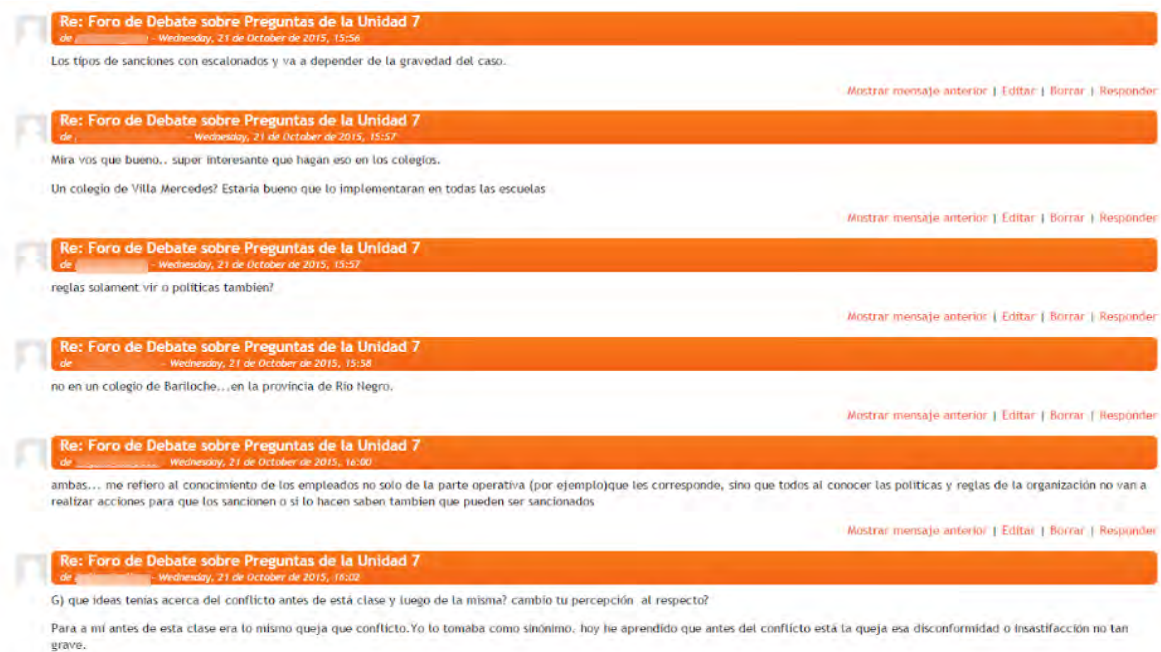 Re: Foro de Debate sobre Preguntas de la Unidad 7
de - Wednesday, 21 de October de 2015, 15:56
Los tipos de sanciones con escalonados y va a depender de la gravedad del caso.
Mostrar mensaje anterior | Editar | Borrar | Responder
Re: Foro de Debate sobre Preguntas de la Unidad 7
de - Wednesday, 21 de October de 2015, 15:57
Mira vos que bueno.. super interesante que hagan eso en los colegios.
Un colegio de Villa Mercedes? Estaria bueno que lo implementaran en todas las escuelas
Mostrar mensaje anterior | Editar | Borrar | Responder
Re: Foro de Debate sobre Preguntas de la Unidad 7
de - Wednesday, 21 de October de 2015, 15:57
reglas solament vir o politicas tambien?
Mostrar mensaje anterior | Editar | Borrar | Responder
Re: Foro de Debate sobre Preguntas de la Unidad 7
de - Wednesday, 21 de October de 2015, 15:58
no en un colegio de Bariloche...en la provincia de Rio Negro.
Mostrar mensaje anterior | Editar | Borrar | Responder
Re: Foro de Debate sobre Preguntas de la Unidad 7
de - Wednesday, 21 de October de 2015, 16:00
ambas... me refiero al conocimiento de los empleados no solo de la parte operativa (por ejemplo)que les corresponde, sino que todos al conocer las politicas y reglas de la organización no van a
realizar acciones para que los sancionen o si lo hacen saben tambien que pueden ser sancionados
Mostrar mensaje anterior | Editar | Borrar | Responder
Re: Foro de Debate sobre Preguntas de la Unidad 7
de - Wednesday, 21 de October de 2015, 16:02
G) que ideas tenias acerca del conflicto antes de está clase y luego de la misma? cambio tu percepción al respecto?
Para a mi antes de esta clase era lo mismo queja que conflicto.Yo lo tomaba como sinónimo. hoy he aprendido que antes del conflicto está la queja esa disconformidad o insastifacción no tan
grave.